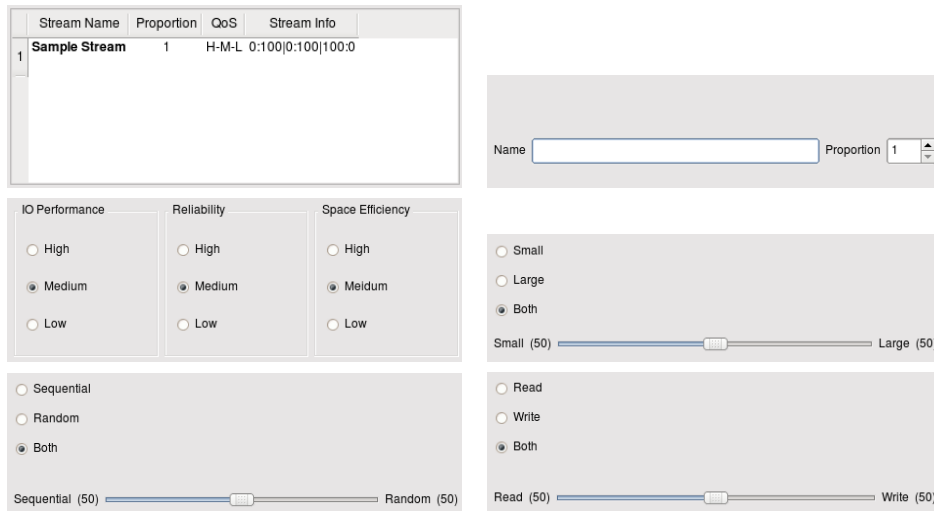 Stream Name Proportion QoS Stream Info
1 Sample Stream 1 H-M-L 0:100|0:100|100:0
Name Proportion 1
IO Performance Reliability Space Efficiency
High High High
Medium Medium Meidum
Low Low Low
Small
Large
Both
Small (50) Large (50
Sequential
Random
Both
Sequential (50) Random (50)
Read
Write
Both
Read (50) Write (50)